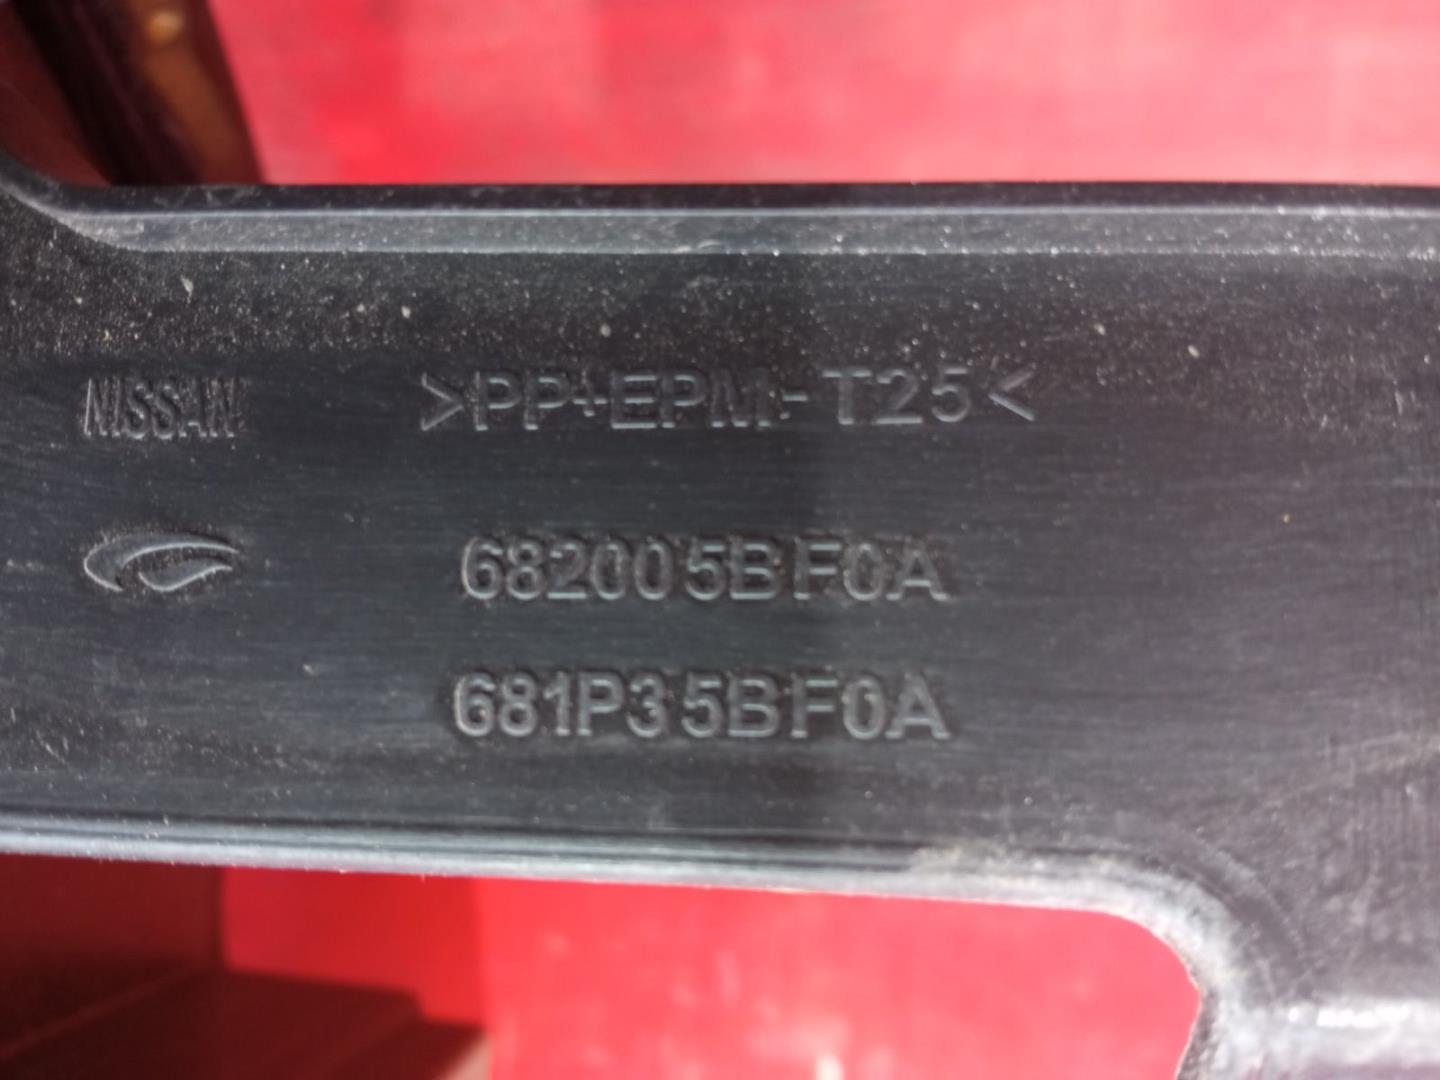 NISSAN >PP+EPM-T25<
682005BF0A
681P35BF0A